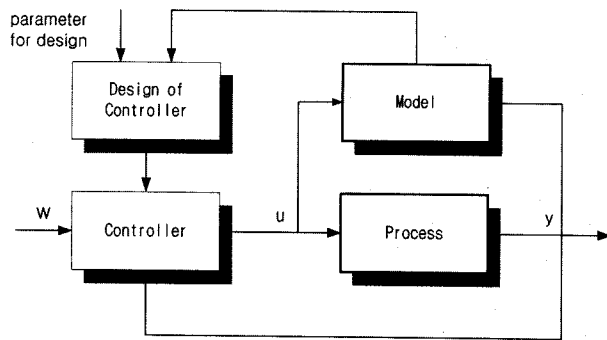 parameter
for design
Design of
Controller
Model
W
Controller
u
Process
y